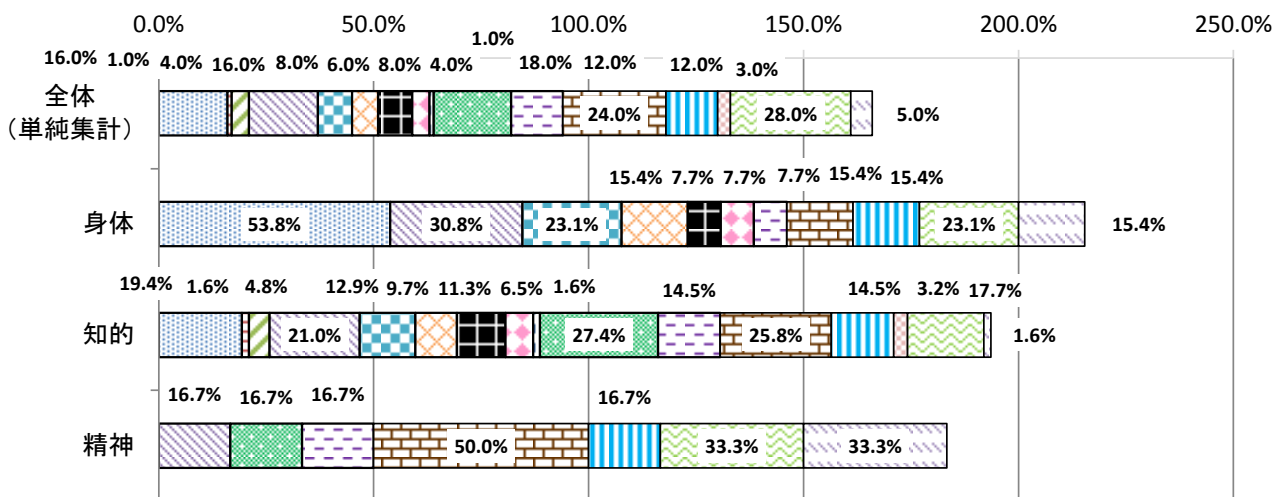 0.0% 50.0% 100.0% 150.0% 200.0% 250.0%
1.0%
16.0% 1.0% 4.0% 16.0% 8.0% 6.0% 8.0% 4.0% 18.0% 12.0% 12.0% 3.0%
全体
(単純集計)
24.0% 28.0% 5.0%
15.4% 7.7% 7.7% 7.7% 15.4% 15.4%
身体 53.8% 30.8% 23.1% 23.1% 15.4%
19.4% 1.6% 4.8% 12.9% 9.7% 11.3% 6.5% 1.6% 14.5% 14.5% 3.2% 17.7%
知的 21.0% 27.4% 25.8% 1.6%
16.7% 16.7% 16.7% 16.7%
精神 50.0% 33.3% 33.3%